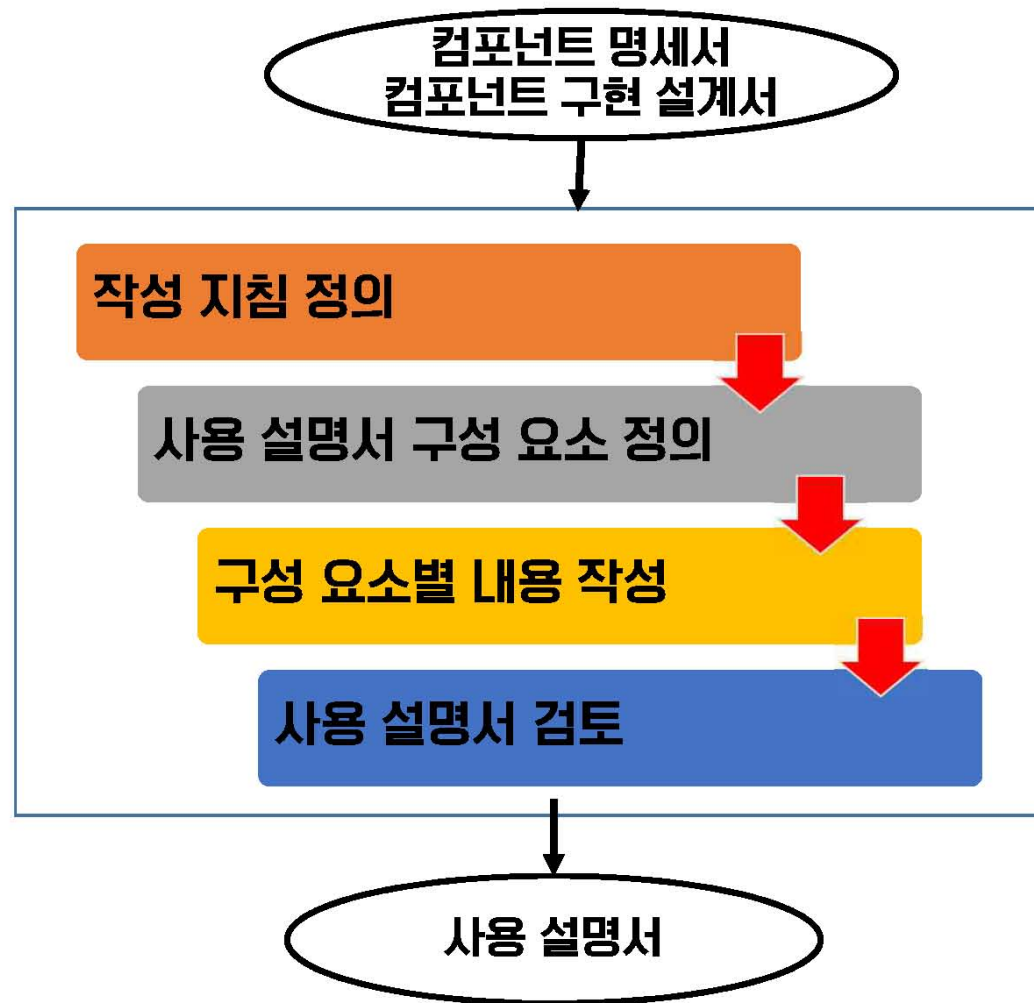 컴포넌트 명세서
컴포넌트 구현 설계서
작성 지침 정의
사용 설명서 구성 요소 정의
구성 요소별 내용 작성
사용 설명서 검토
사용 설명서